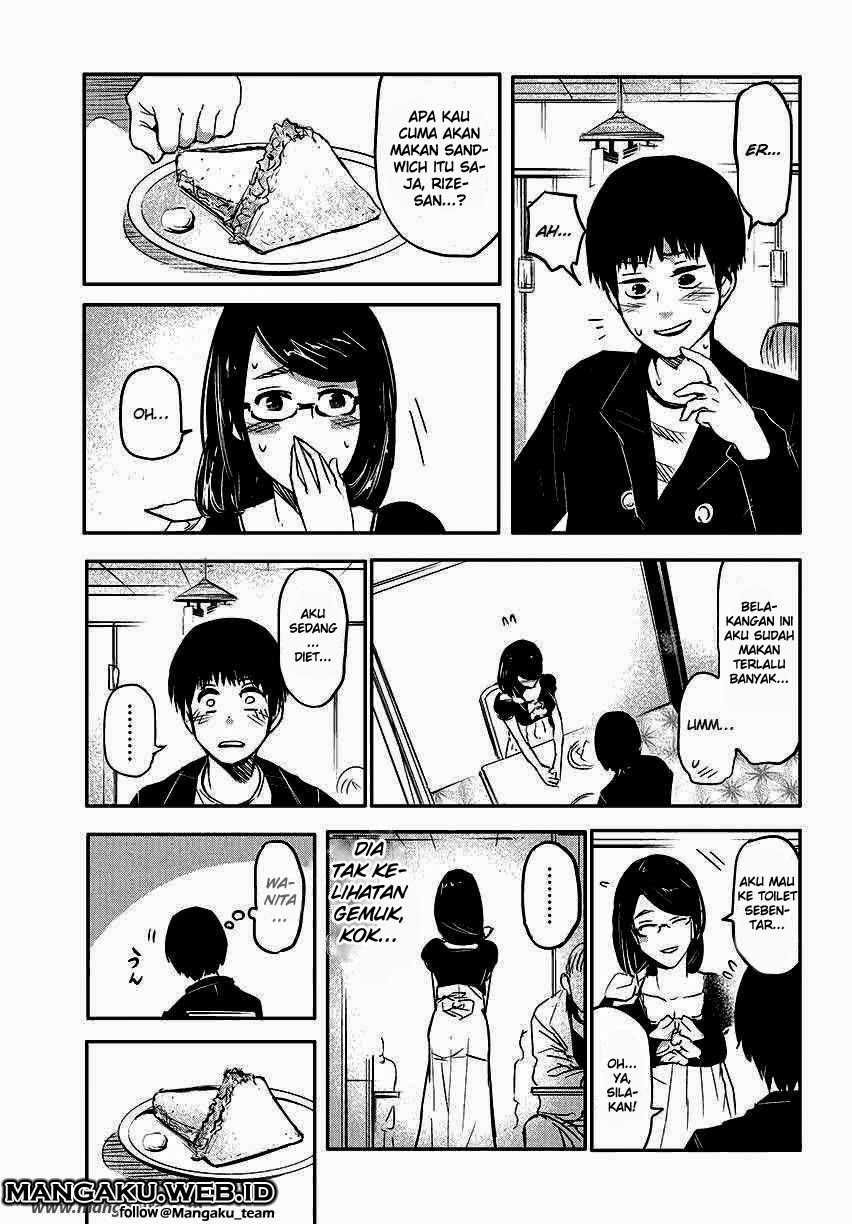 ER...
AH...
APA KAU
CUMA AKAN
MAKAN SAND-
WICH ITU SA-
JA, RIZE-
SAN...?
OH...
BELA-
KANGAN INI
AKU SUDAH
MAKAN
TERLALU
BANYAK...
UMM...
AKU
SEDANG
...
DIET...
.........
AKU MAU
KE TOILET
SEBEN-
TAR...
OH...
YA,
SILA-
KAN!
.........
DIA
TAK KE-
LIHATAN
GEMUK,
KOK...
WA-
NITA
...
うん
MANGAKU.WEB.ID
follow @Mangaku_team